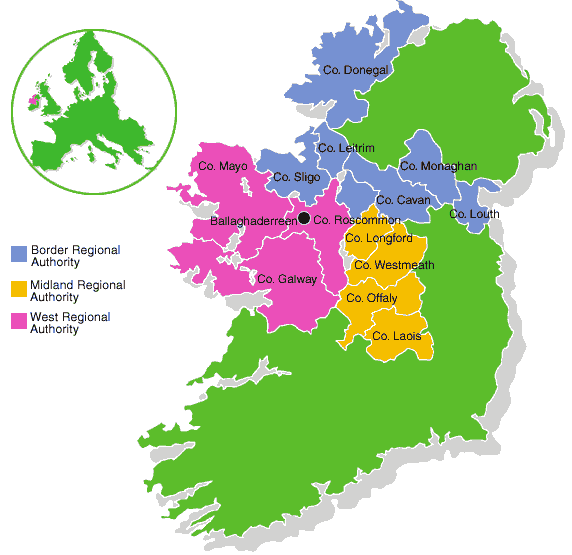 Co. Donegal
Co. Leitrim
Co. Mayo
Co. Monaghan
Co. Sligo
Co. Cavan
Ballaghaderreen
Co. Roscommon
Co. Louth
Co. Longford
Border Regional
Authority
Co. Westmeath
Co. Galway
Midland Regional
Authority
Co. Offaly
West Regional
Authority
Co. Laois